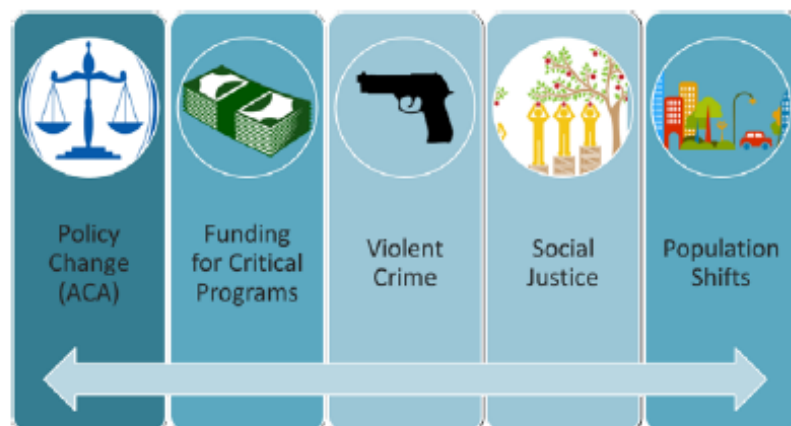 Policy
Change
(ACA)
Funding
for Critical
Programs
Violent
Crime
Social
Justice
Population
Shifts